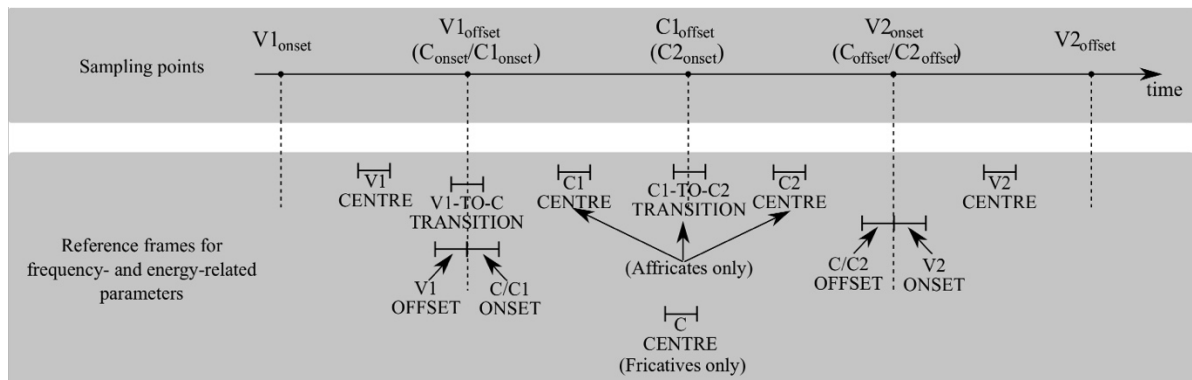 V1onset
V1offset
(Conset/C1onset)
C1offset
(C2onset)
V2onset
(Coffset/C2offset)
V2offset
Sampling points
time
V1
CENTRE
V1-TO-C
TRANSITION
C1
CENTRE
C1-TO-C2
TRANSITION
C2
CENTRE
V2
CENTRE
Reference frames for
frequency- and energy-related
parameters
(Affricates only)
V1
OFFSET
C/C1
ONSET
C/C2
OFFSET
V2
ONSET
C
CENTRE
(Fricatives only)